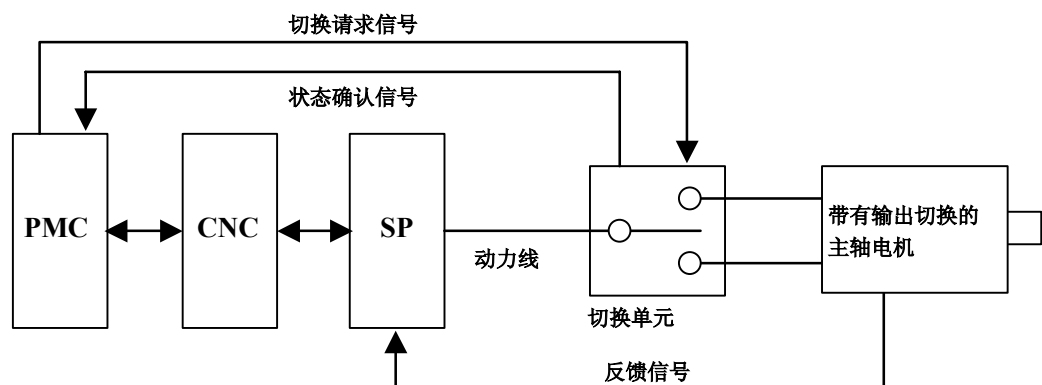 切换请求信号
状态确认信号
PMC
CNC
SP
动力线
切换单元
带有输出切换的
主轴电机
反馈信号